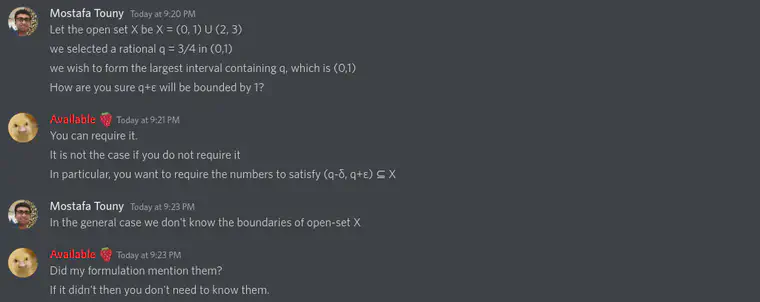 Mostafa Touny Today at 9:20 PM
Let the open set X be X = (0, 1) U (2, 3)
we selected a rational q = 3/4 in (0,1)
we wish to form the largest interval containing q, which is (0,1)
How are you sure q+ε will be bounded by 1?
Available 🍓 Today at 9:21 PM
You can require it.
It is not the case if you do not require it
In particular, you want to require the numbers to satisfy (q-δ, q+ε) ⊆ X
Mostafa Touny Today at 9:23 PM
In the general case we don't know the boundaries of open-set X
Available 🍓 Today at 9:23 PM
Did my formulation mention them?
If it didn't then you don't need to know them.